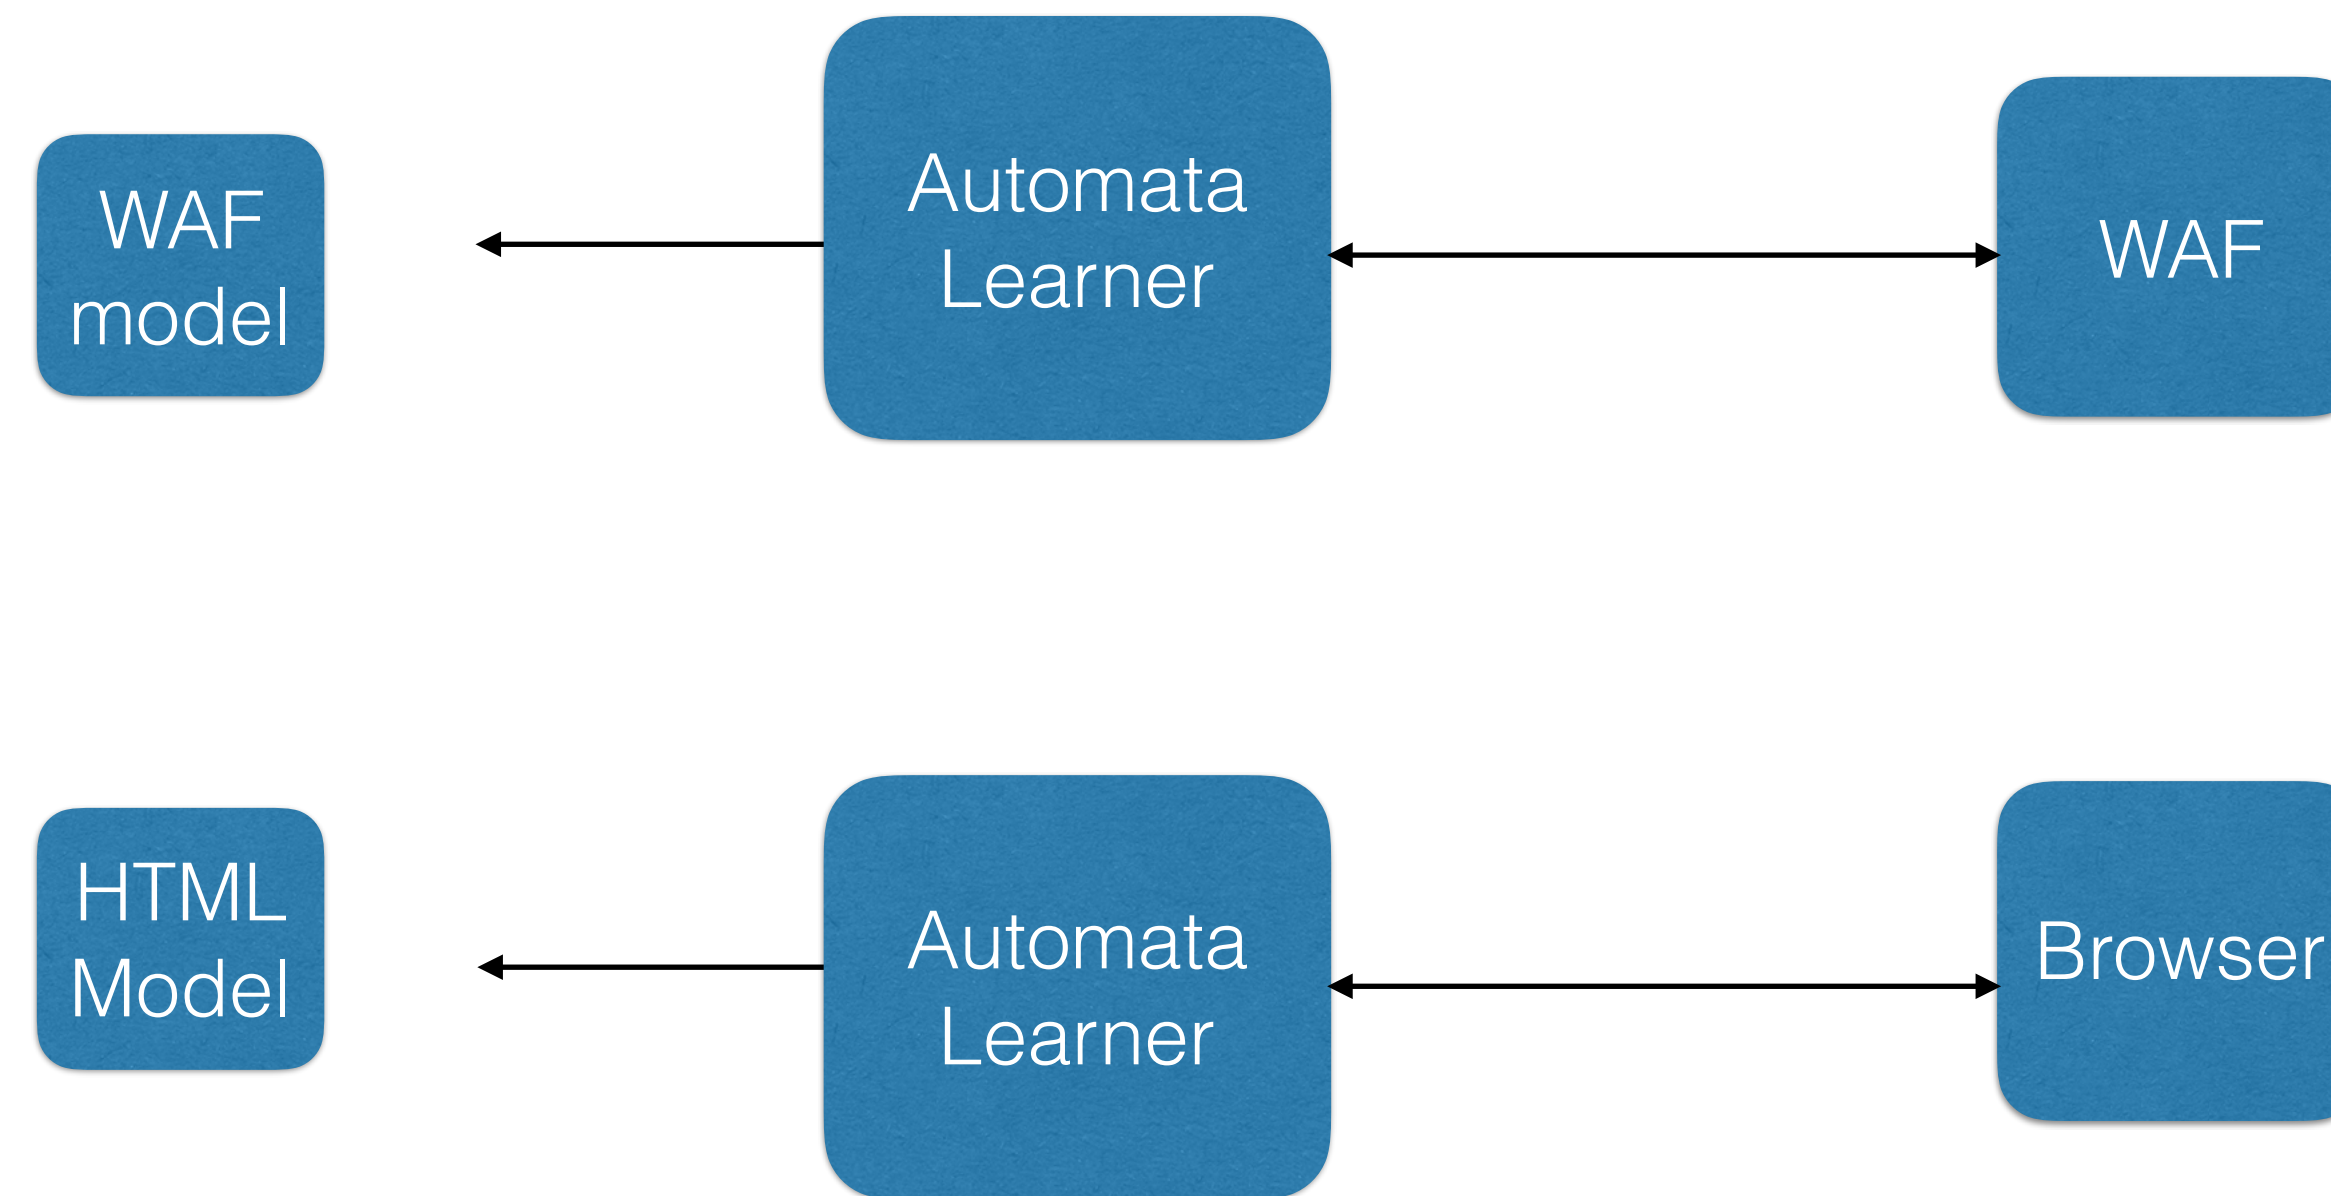 WAF
model
Automata
Learner
WAF
HTML
Model
Automata
Learner
Browser